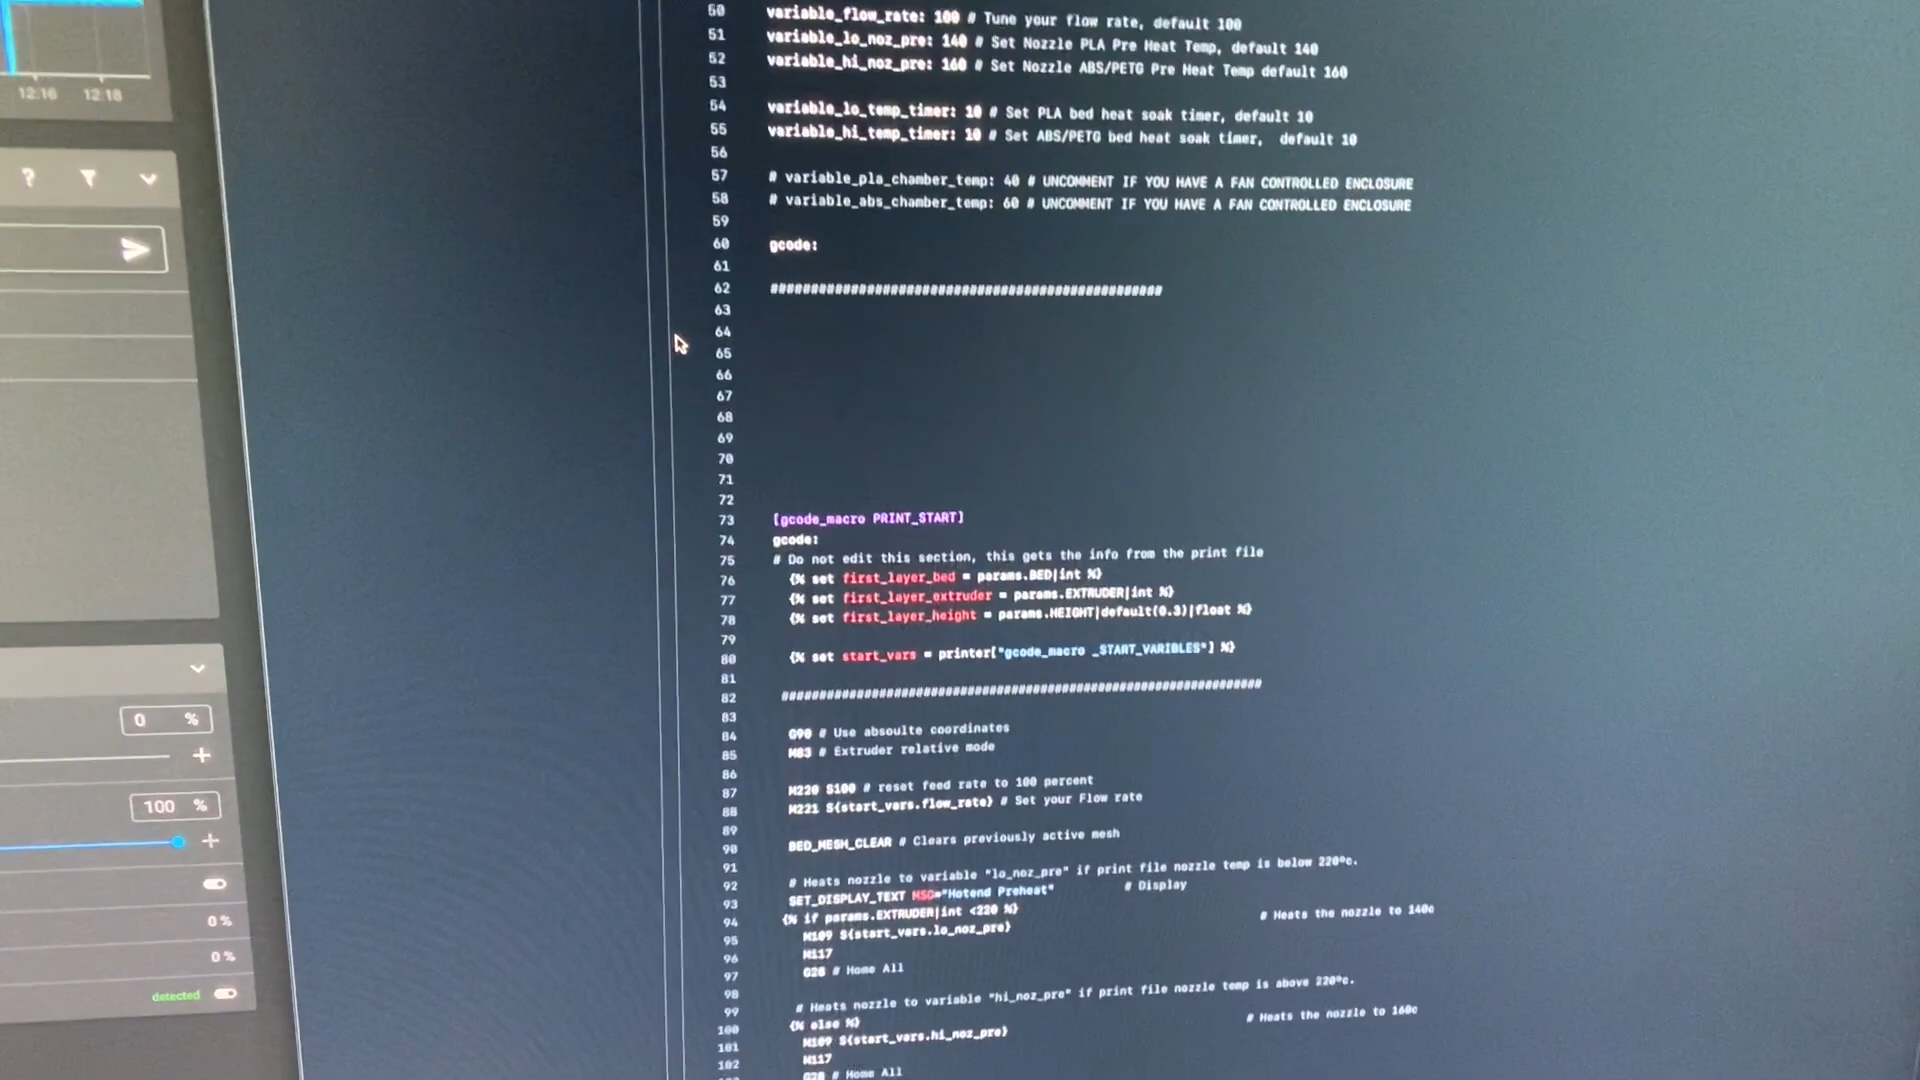 12:16 12:18
?
0 %
100 %
0 %
0 %
detected
50 variable_flow_rate: 100 # Tune your flow rate, default 100
51 variable_lo_noz_pre: 140 # Set Nozzle PLA Pre Heat Temp, default 140
52 variable_hi_noz_pre: 160 # Set Nozzle ABS/PETG Pre Heat Temp default 160
53
54 variable_lo_temp_timer: 10 # Set PLA bed heat soak timer, default 10
55 variable_hi_temp_timer: 10 # Set ABS/PETG bed heat soak timer,  default 10
56
57 # variable_pla_chamber_temp: 40 # UNCOMMENT IF YOU HAVE A FAN CONTROLLED ENCLOSURE
58 # variable_abs_chamber_temp: 60 # UNCOMMENT IF YOU HAVE A FAN CONTROLLED ENCLOSURE
59
60 gcode:
61
62 ################################################
63
64
65
66
67
68
69
70
71
72
73 [gcode_macro PRINT_START]
74 gcode:
75 # Do not edit this section, this gets the info from the print file
76 {% set first_layer_bed = params.BED|int %}
77 {% set first_layer_extruder = params.EXTRUDER|int %}
78 {% set first_layer_height = params.HEIGHT|default(0.3)|float %}
79
80 {% set start_vars = printer["gcode_macro _START_VARIBLES"] %}
81
82 ################################################################
83
84 G90 # Use absoulte coordinates
85 M83 # Extruder relative mode
86
87 M220 S100 # reset feed rate to 100 percent
88 M221 S{start_vars.flow_rate} # Set your Flow rate
89
90 BED_MESH_CLEAR # Clears previously active mesh
91
92 # Heats nozzle to variable "lo_noz_pre" if print file nozzle temp is below 220ºc.
93 SET_DISPLAY_TEXT MSG="Hotend Preheat" # Display
94 {% if params.EXTRUDER|int <220 %}
95 M109 S{start_vars.lo_noz_pre} # Heats the nozzle to 140c
96 M117
97 G28 # Home All
98
99 # Heats nozzle to variable "hi_noz_pre" if print file nozzle temp is above 220ºc.
100 {% else %}
101 M109 S{start_vars.hi_noz_pre} # Heats the nozzle to 160c
102 M117
G28 # Home All